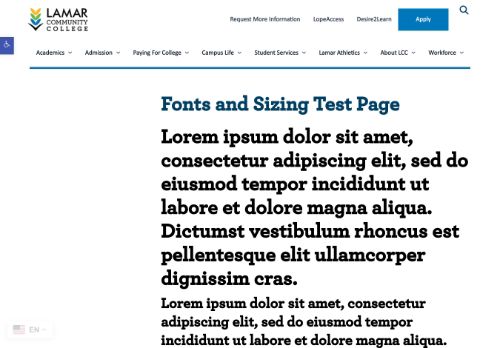 LAMAR
COMMUNITY
COLLEGE
Request More Information LopeAccess Desire2Learn Apply
Academics Admission Paying For College Campus Life Student Services Lamar Athletics About LCC Workforce
Fonts and Sizing Test Page
Lorem ipsum dolor sit amet,
consectetur adipiscing elit, sed do
eiusmod tempor incididunt ut
labore et dolore magna aliqua.
Dictumst vestibulum rhoncus est
pellentesque elit ullamcorper
dignissim cras.
Lorem ipsum dolor sit amet, consectetur
adipiscing elit, sed do eiusmod tempor
incididunt ut labore et dolore magna aliqua.
EN